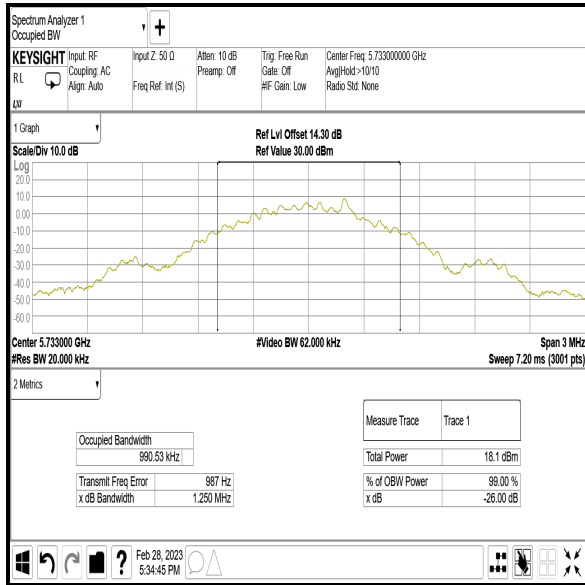 Spectrum Analyzer 1
Occupied BW
KEYSIGHT
R L
LXI
Input: RF
Coupling: AC
Align: Auto
Input Z: 50 Ω
Freq Ref: Int (S)
Atten: 10 dB
Preamp: Off
Trig: Free Run
Gate: Off
#IF Gain: Low
Center Freq: 5.733000000 GHz
Avg|Hold:>10/10
Radio Std: None
1 Graph
Scale/Div 10.0 dB
Ref Lvl Offset 14.30 dB
Ref Value 30.00 dBm
Log
20.0
10.0
0.00
-10.0
-20.0
-30.0
-40.0
-50.0
-60.0
Center 5.733000 GHz
#Video BW 62.000 kHz
Span 3 MHz
#Res BW 20.000 kHz
Sweep 7.20 ms (3001 pts)
2 Metrics
Occupied Bandwidth
990.53 kHz
Transmit Freq Error 987 Hz
x dB Bandwidth 1.250 MHz
Measure Trace Trace 1
Total Power 18.1 dBm
% of OBW Power 99.00 %
x dB -26.00 dB
?
Feb 28, 2023
5:34:45 PM